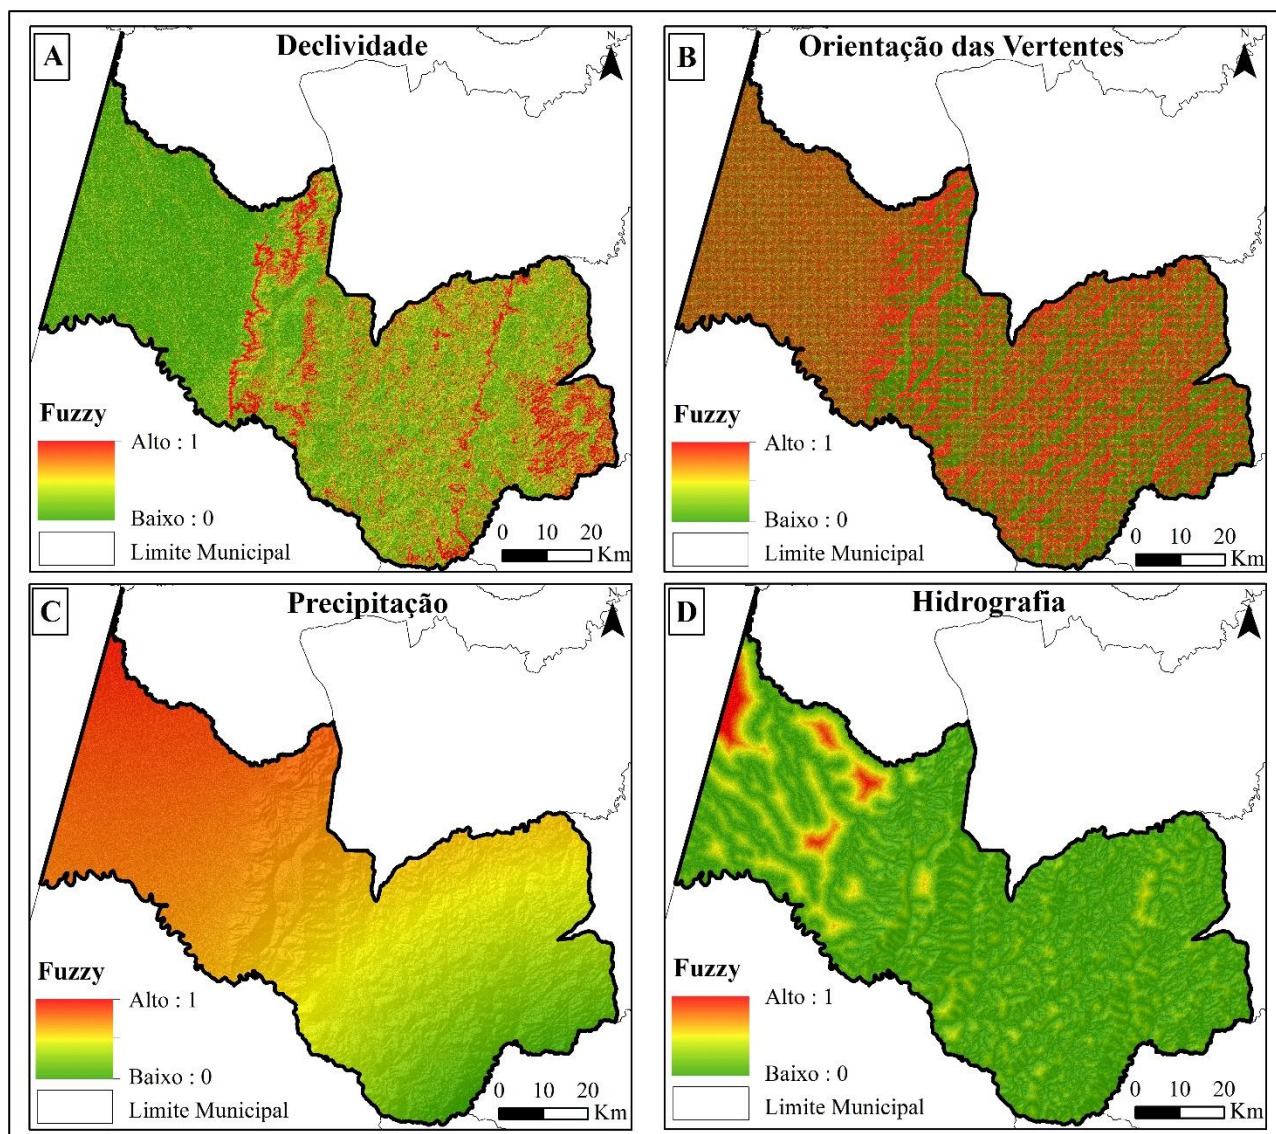 A
Declividade
N
Fuzzy
Alto : 1
Baixo : 0
Limite Municipal
0 10 20
Km
B
Orientação das Vertentes
N
Fuzzy
Alto : 1
Baixo : 0
Limite Municipal
0 10 20
Km
C
Precipitação
N
Fuzzy
Alto : 1
Baixo : 0
Limite Municipal
0 10 20
Km
D
Hidrografia
N
Fuzzy
Alto : 1
Baixo : 0
Limite Municipal
0 10 20
Km